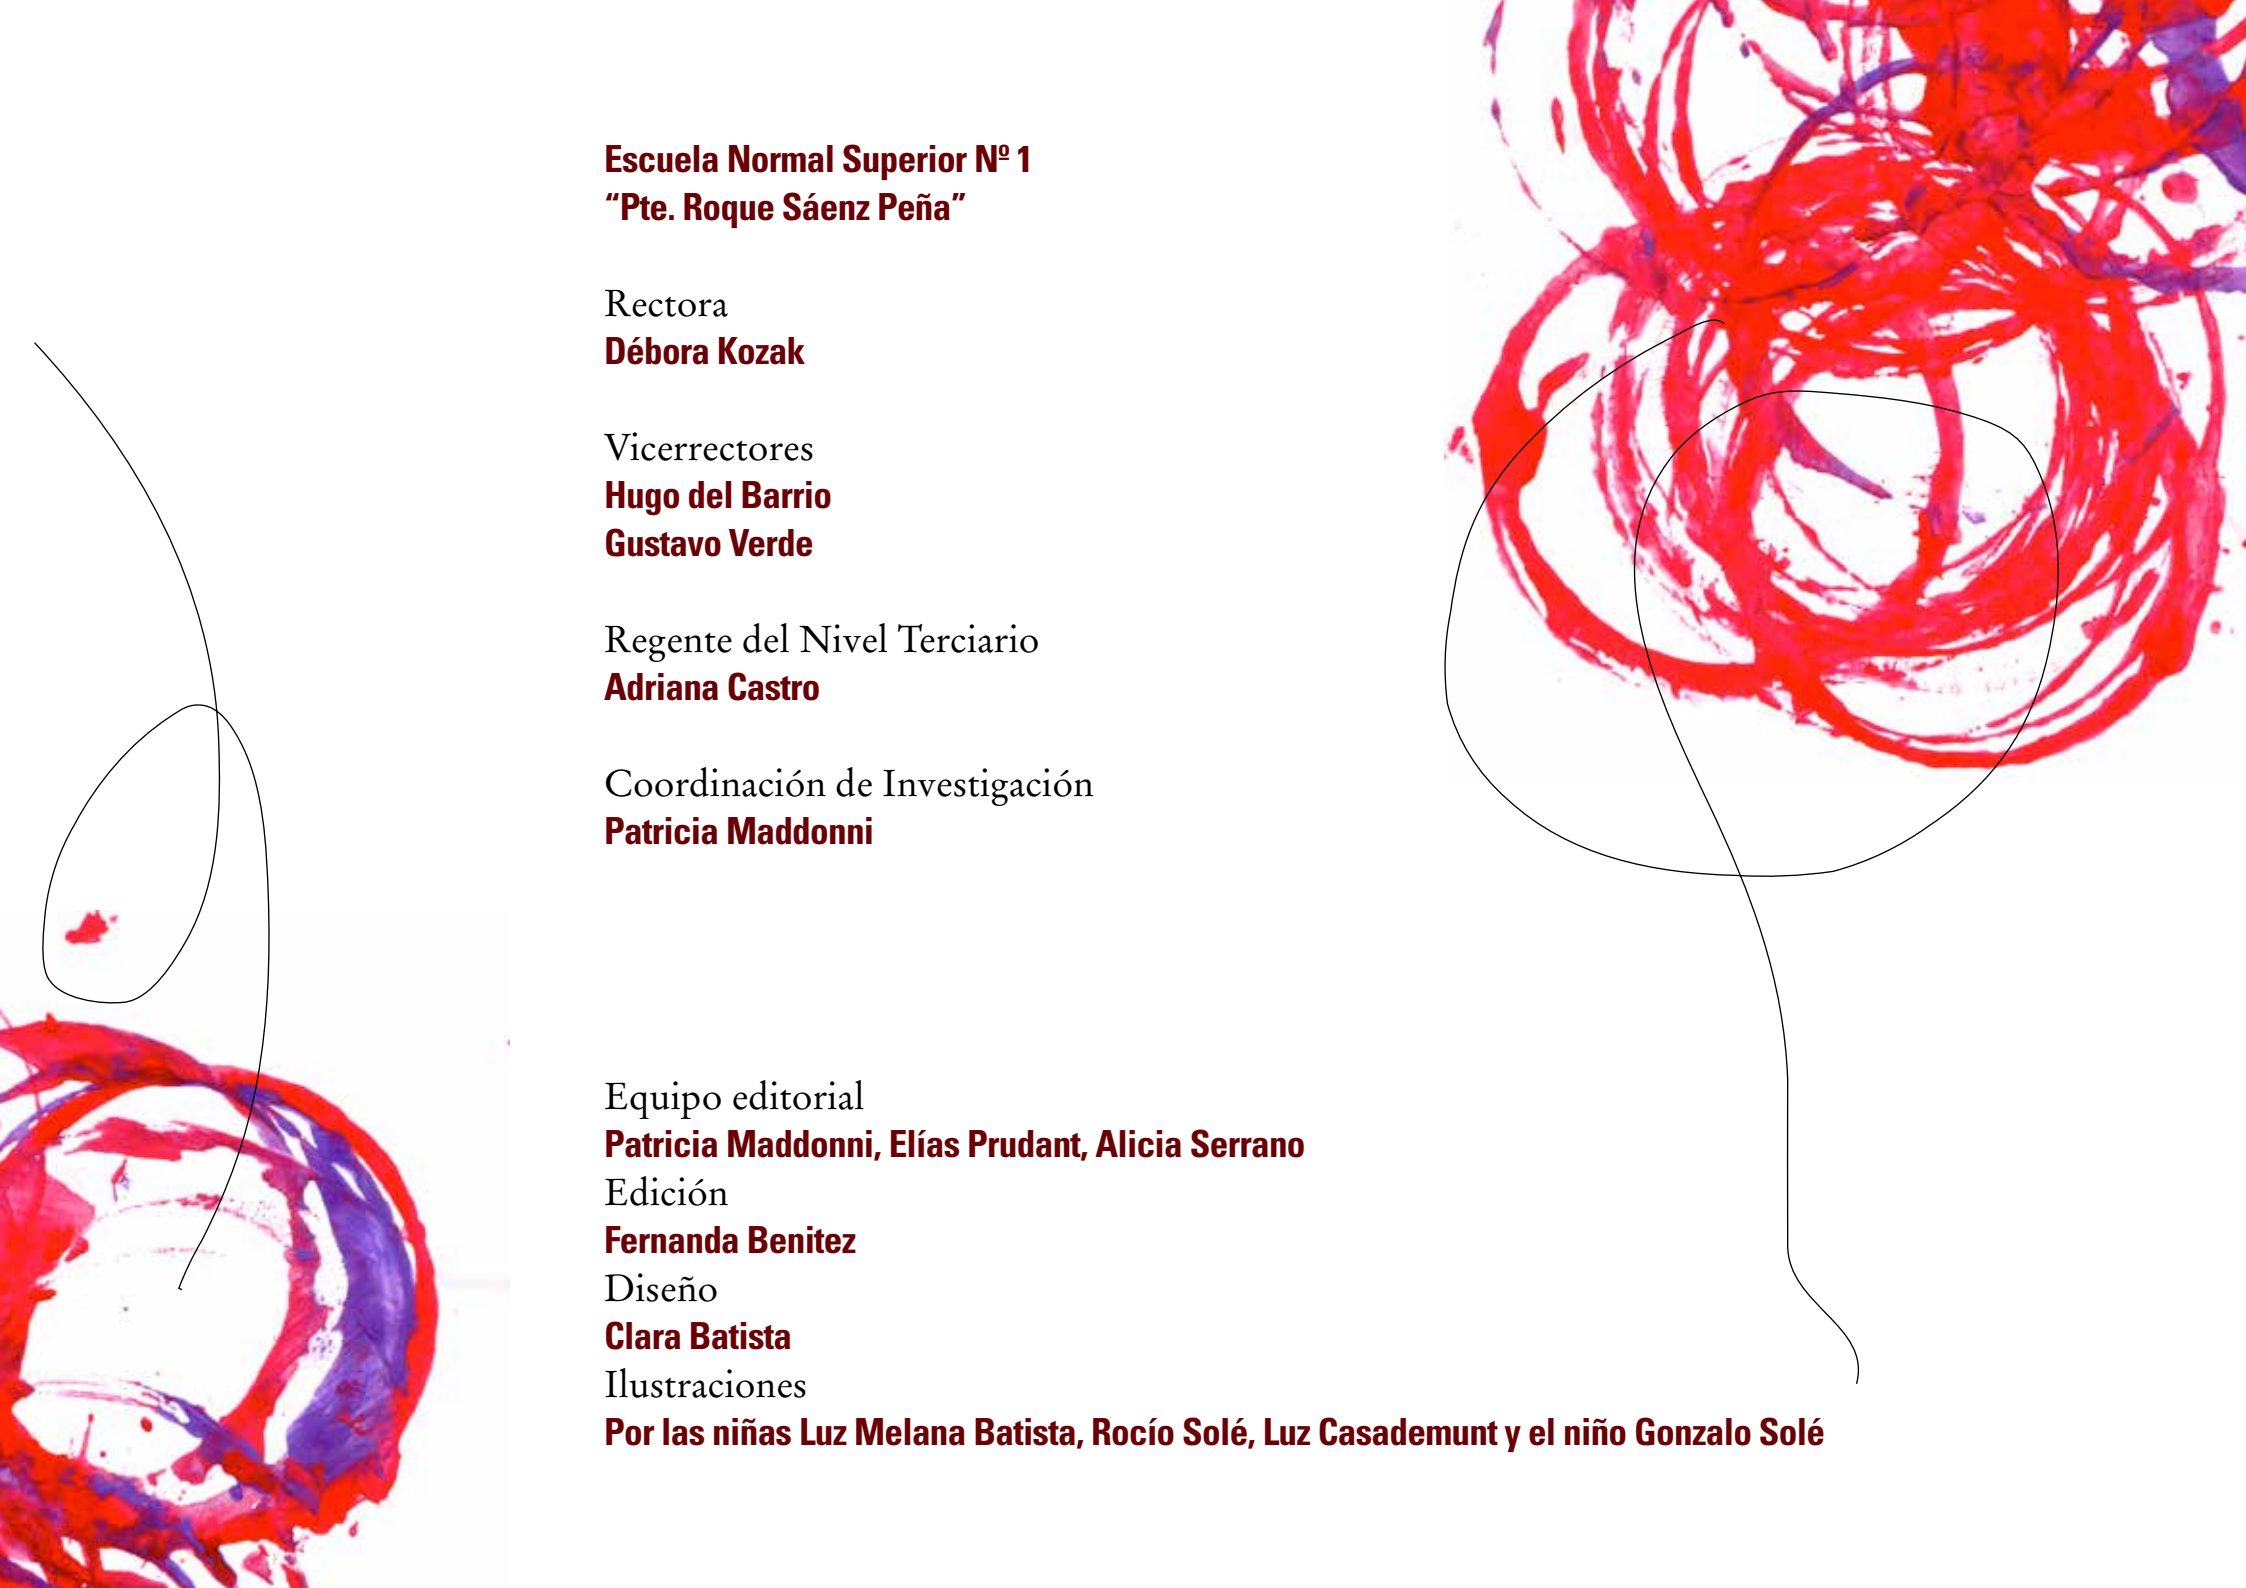 Escuela Normal Superior Nº 1
“Pte. Roque Sáenz Peña”
Rectora
Débora Kozak
Vicerrectores
Hugo del Barrio
Gustavo Verde
Regente del Nivel Terciario
Adriana Castro
Coordinación de Investigación
Patricia Maddonni
Equipo editorial
Patricia Maddonni, Elías Prudant, Alicia Serrano
Edición
Fernanda Benitez
Diseño
Clara Batista
Ilustraciones
Por las niñas Luz Melana Batista, Rocío Solé, Luz Casademunt y el niño Gonzalo Solé